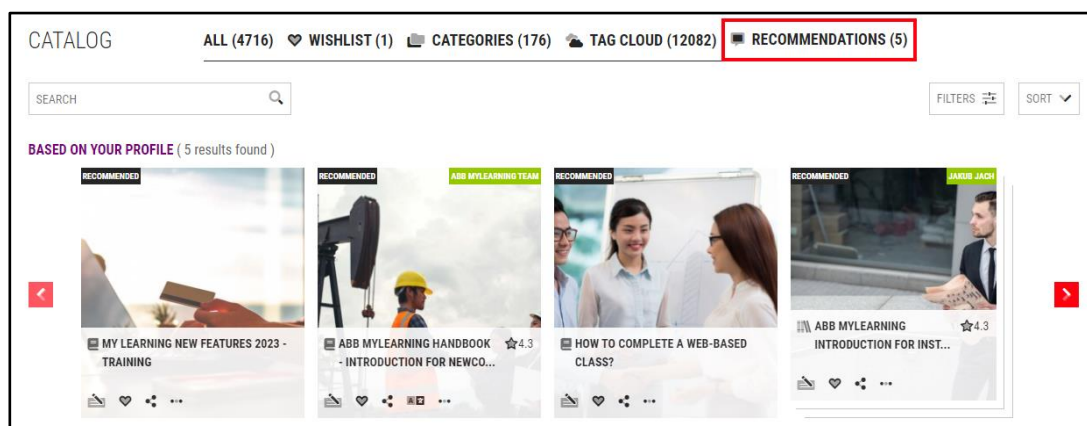 CATALOG
ALL (4716) WISHLIST (1) CATEGORIES (176) TAG CLOUD (12082) RECOMMENDATIONS (5)
SEARCH
FILTERS
SORT
BASED ON YOUR PROFILE ( 5 results found )
RECOMMENDED
MY LEARNING NEW FEATURES 2023 -
TRAINING
RECOMMENDED
ABB MYLEARNING TEAM
ABB MYLEARNING HANDBOOK
4.3
- INTRODUCTION FOR NEWCO...
RECOMMENDED
HOW TO COMPLETE A WEB-BASED
CLASS?
RECOMMENDED
JAKUB JACH
ABB MYLEARNING
4.3
INTRODUCTION FOR INST...